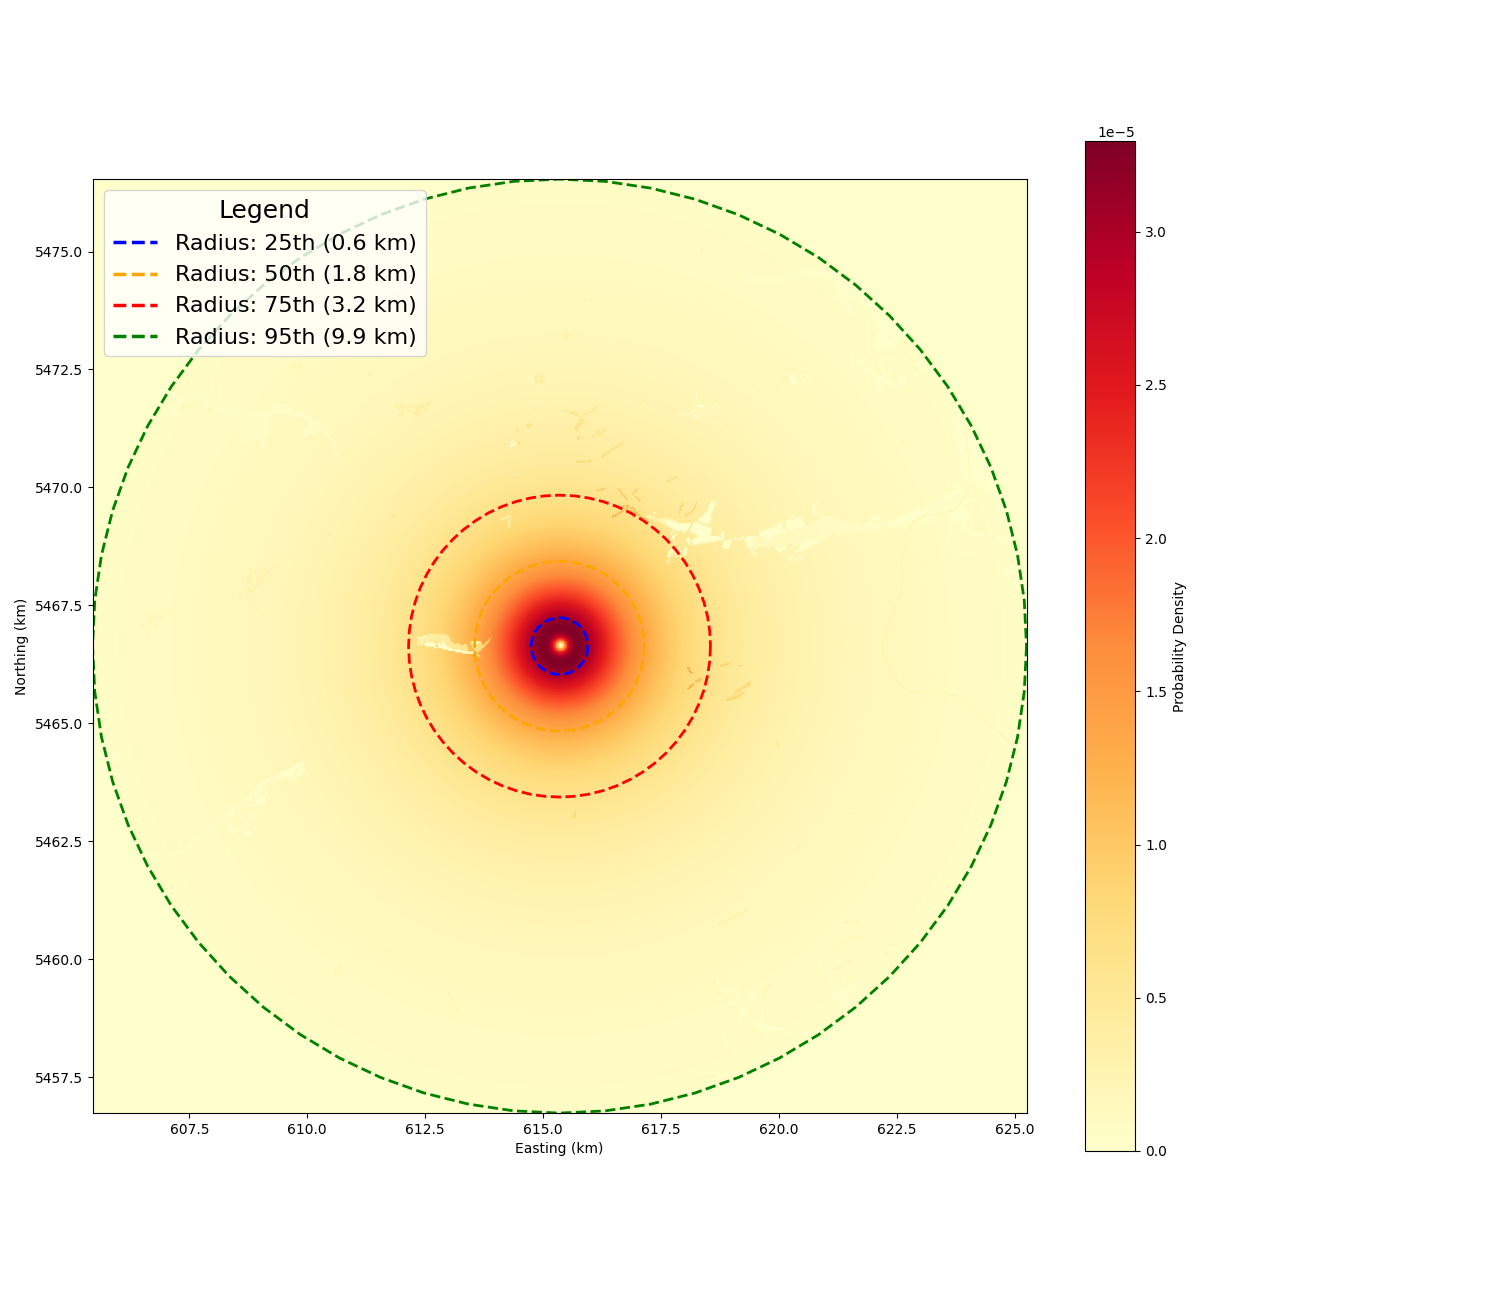 1e−5
Legend
Radius: 25th (0.6 km)
Radius: 50th (1.8 km)
Radius: 75th (3.2 km)
Radius: 95th (9.9 km)
5475.0
5472.5
5470.0
5467.5
5465.0
5462.5
5460.0
5457.5
Northing (km)
607.5 610.0 612.5 615.0 617.5 620.0 622.5 625.0
Easting (km)
3.0
2.5
2.0
1.5
1.0
0.5
0.0
Probability Density